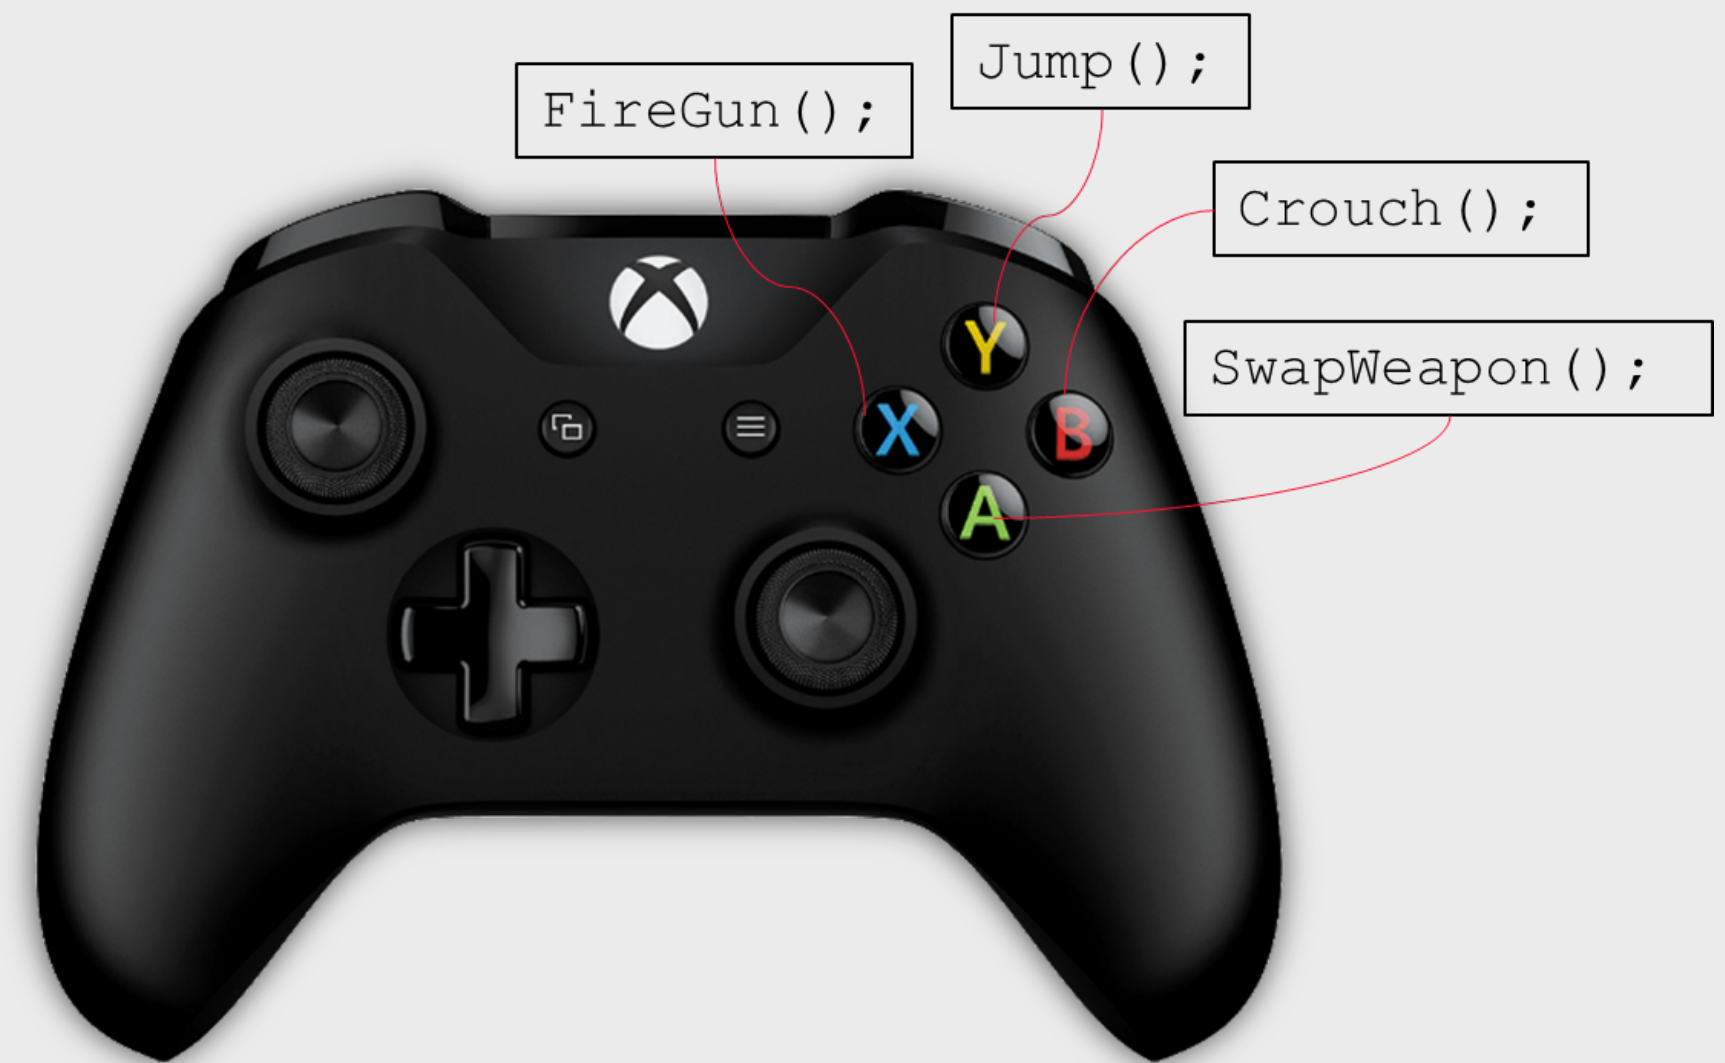 Jump();
FireGun();
Crouch();
SwapWeapon();
Y
X
B
A